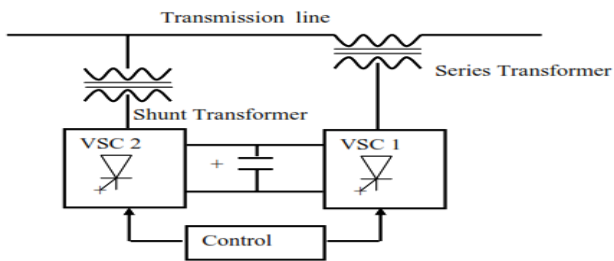 Transmission line
Series Transformer
Shunt Transformer
VSC 2
VSC 1
+
Control